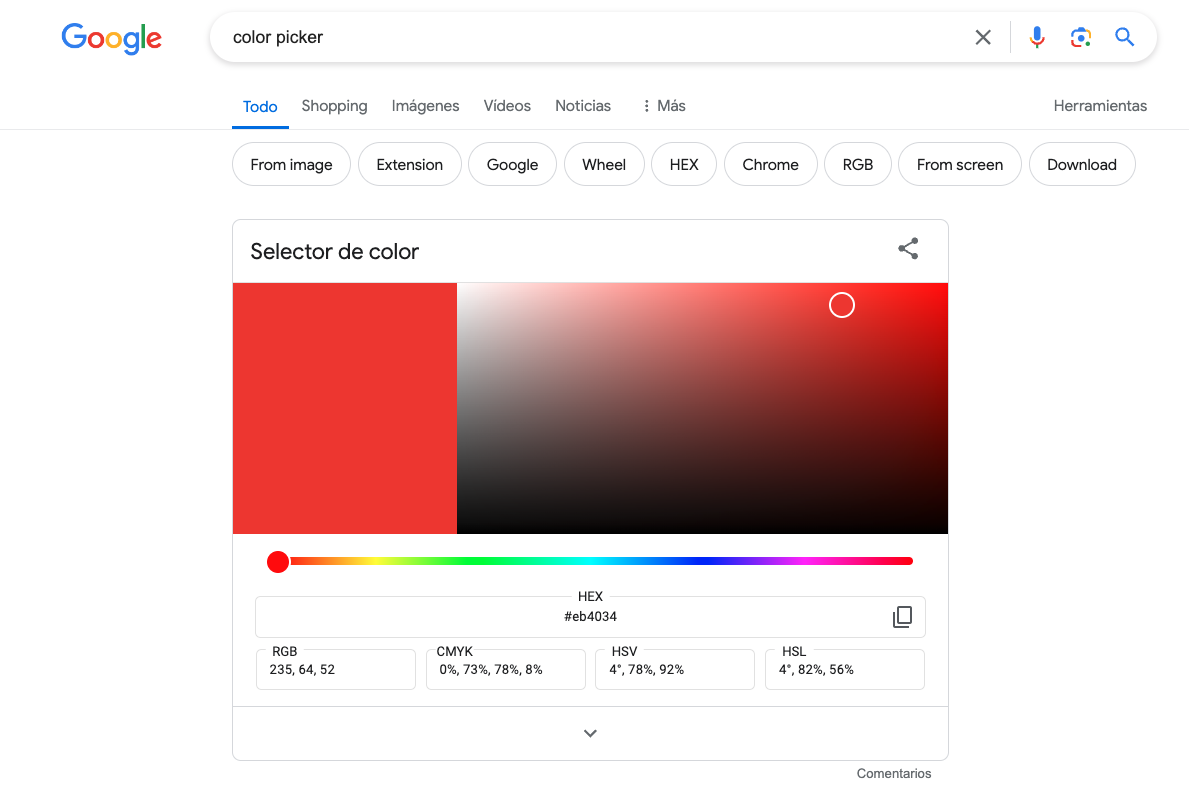 Google
color picker
Todo Shopping Imágenes Vídeos Noticias Más Herramientas
From image Extension Google Wheel HEX Chrome RGB From screen Download
Selector de color
HEX
#eb4034
RGB CMYK HSV HSL
235, 64, 52 0%, 73%, 78%, 8% 4°, 78%, 92% 4°, 82%, 56%
Comentarios